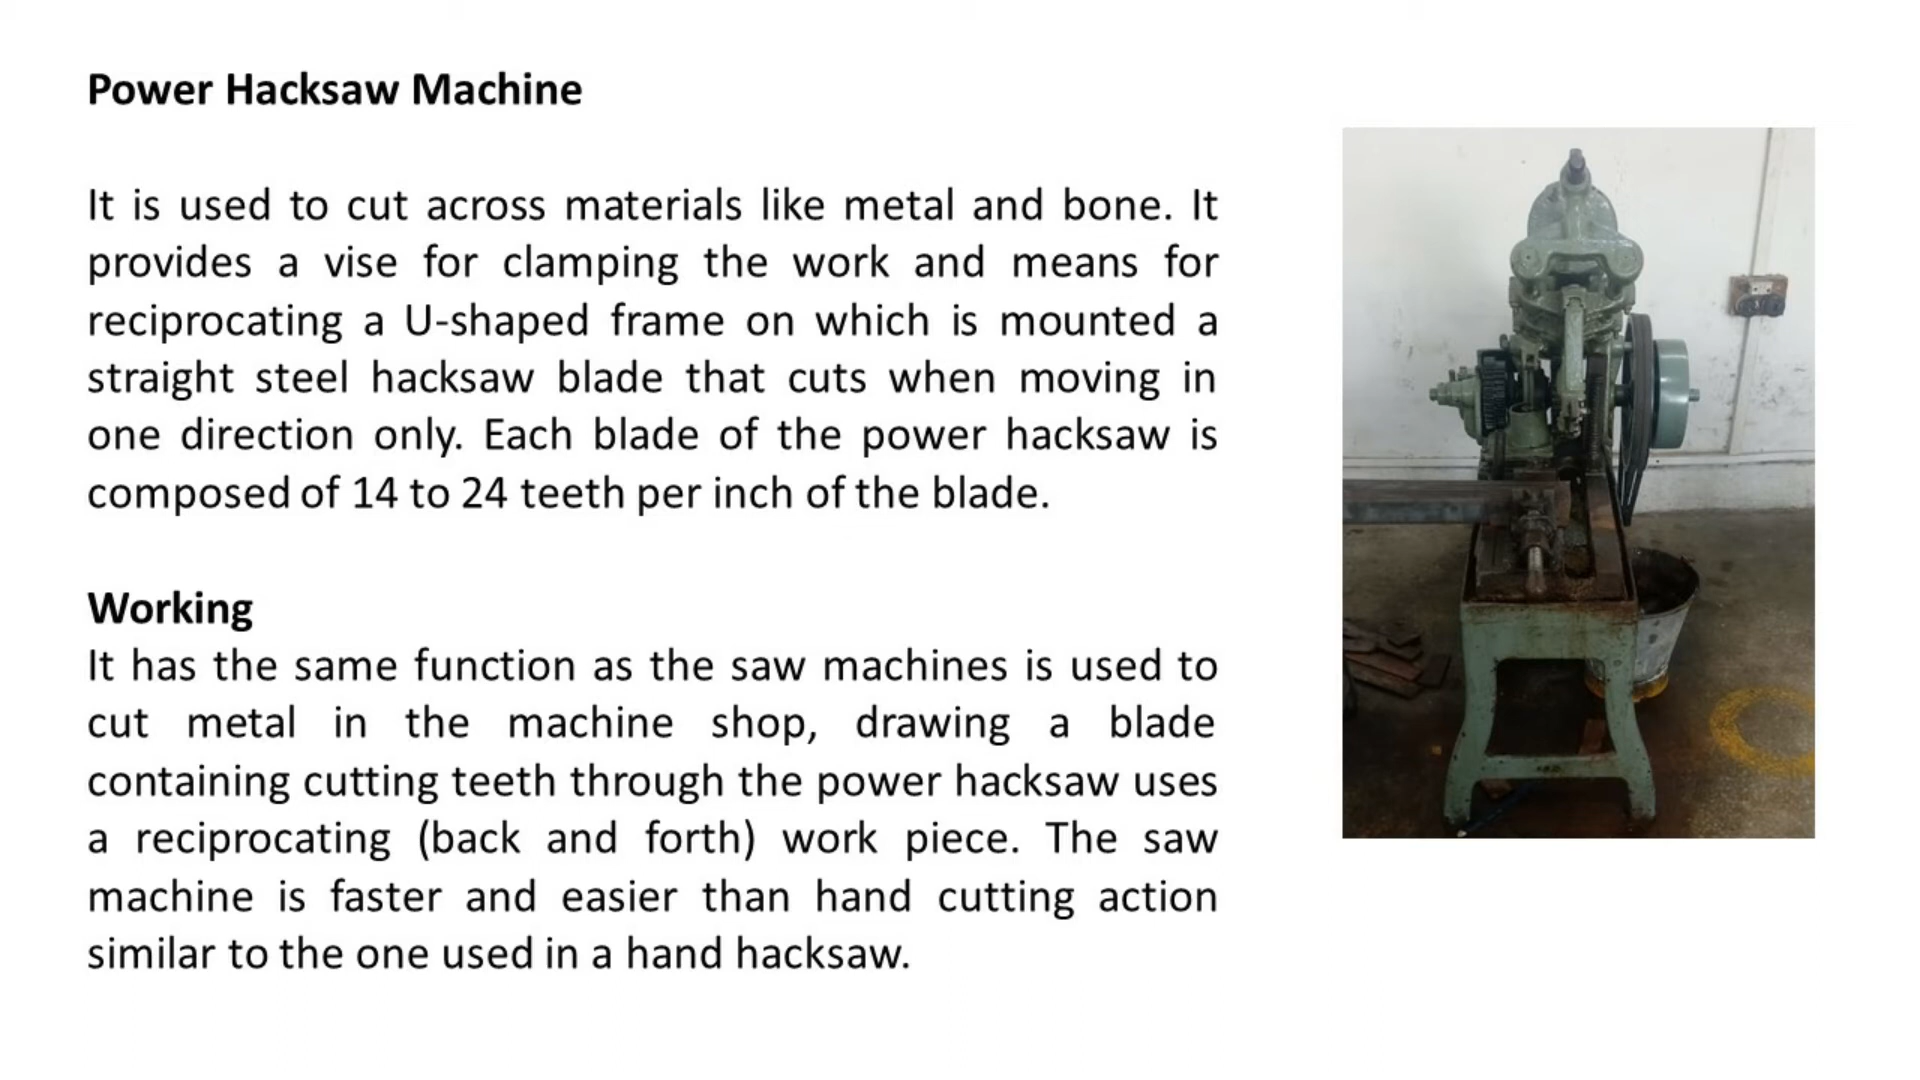 Power Hacksaw Machine
It is used to cut across materials like metal and bone. It
provides a vise for clamping the work and means for
reciprocating a U-shaped frame on which is mounted a
straight steel hacksaw blade that cuts when moving in
one direction only. Each blade of the power hacksaw is
composed of 14 to 24 teeth per inch of the blade.
Working
It has the same function as the saw machines is used to
cut metal in the machine shop, drawing a blade
containing cutting teeth through the power hacksaw uses
a reciprocating (back and forth) work piece. The saw
machine is faster and easier than hand cutting action
similar to the one used in a hand hacksaw.